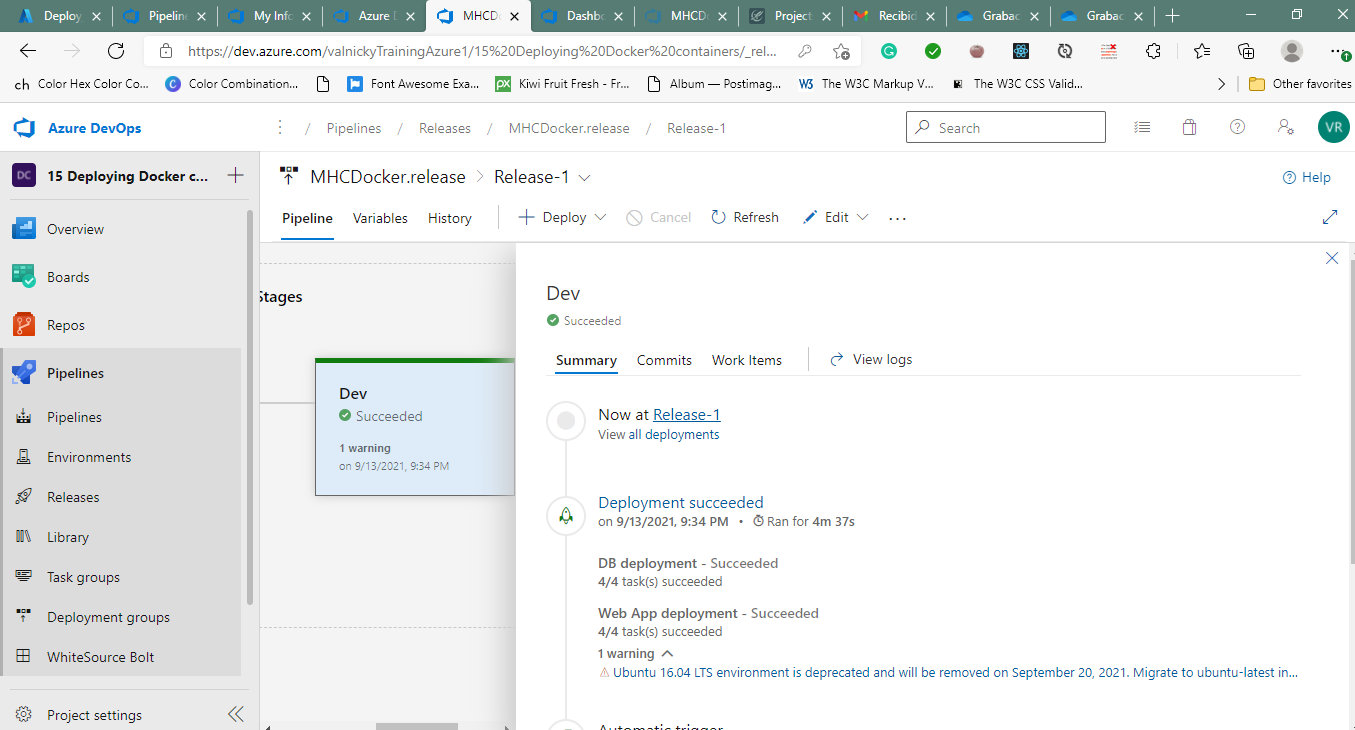 Deploy
Pipeline
My Info
Azure D
MHCD
Dashbo
MHCD
Project
Recibid
Grabac
Grabac
https://dev.azure.com/valnickyTrainingAzure1/15%20Deploying%20Docker%20containers/_rel...
ch Color Hex Color Co...
C Color Combination...
Font Awesome Exa...
px Kiwi Fruit Fresh - Fr...
Album — Postimag...
W3 The W3C Markup V...
The W3C CSS Valid...
Other favorites
Azure DevOps
/ Pipelines / Releases / MHCDocker.release / Release-1
Search
VR
DC 15 Deploying Docker c...
MHCDocker.release > Release-1
Help
Pipeline Variables History
Deploy Cancel Refresh Edit ...
Overview
Boards
Repos
Pipelines
Pipelines
Environments
Releases
Library
Task groups
Deployment groups
WhiteSource Bolt
Project settings
Stages
Dev
Succeeded
1 warning
on 9/13/2021, 9:34 PM
Dev
Succeeded
Summary Commits Work Items View logs
Now at Release-1
View all deployments
Deployment succeeded
on 9/13/2021, 9:34 PM • Ran for 4m 37s
DB deployment - Succeeded
4/4 task(s) succeeded
Web App deployment - Succeeded
4/4 task(s) succeeded
1 warning
Ubuntu 16.04 LTS environment is deprecated and will be removed on September 20, 2021. Migrate to ubuntu-latest in...
Automatic trigger